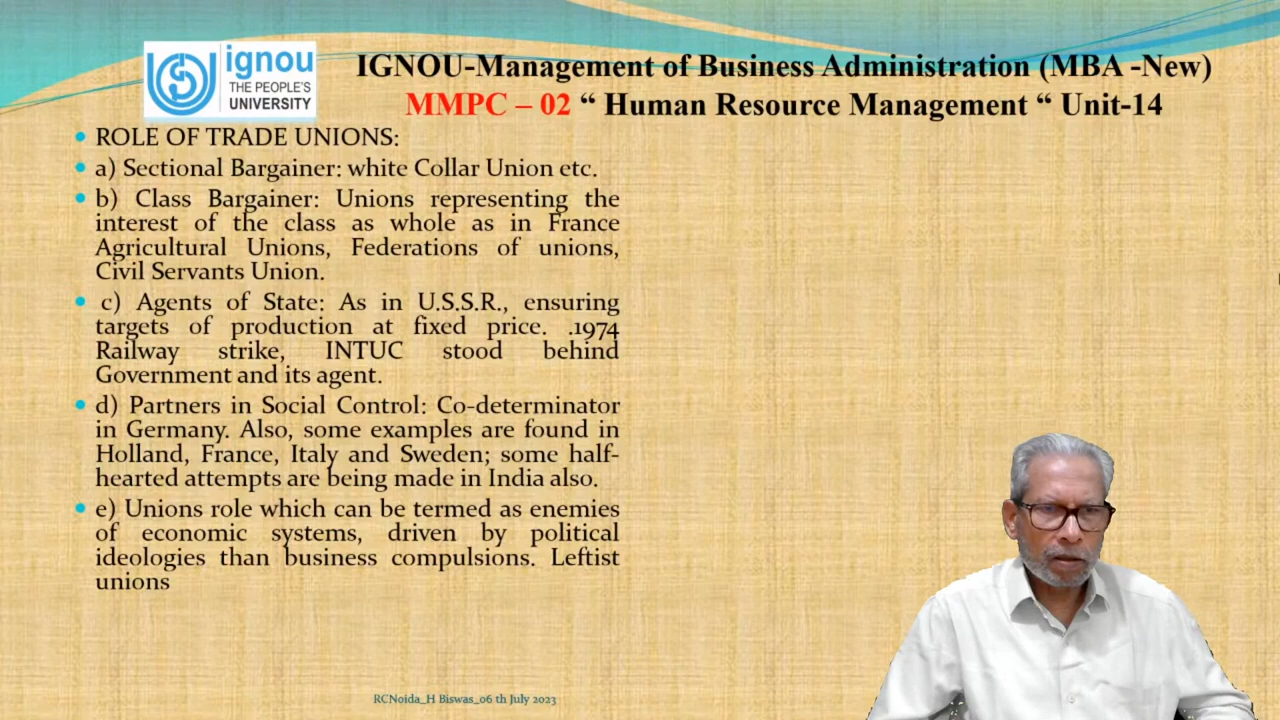 ignou
THE PEOPLE'S
UNIVERSITY
IGNOU-Management of Business Administration (MBA -New)
MMPC – 02 “ Human Resource Management “ Unit-14
ROLE OF TRADE UNIONS:
a) Sectional Bargainer: white Collar Union etc.
b) Class Bargainer: Unions representing the
interest of the class as whole as in France
Agricultural Unions, Federations of unions,
Civil Servants Union.
c) Agents of State: As in U.S.S.R., ensuring
targets of production at fixed price. .1974
Railway strike, INTUC stood behind
Government and its agent.
d) Partners in Social Control: Co-determinator
in Germany. Also, some examples are found in
Holland, France, Italy and Sweden; some half-
hearted attempts are being made in India also.
e) Unions role which can be termed as enemies
of economic systems, driven by political
ideologies than business compulsions. Leftist
unions
RCNoida_H Biswas_06 th July 2023